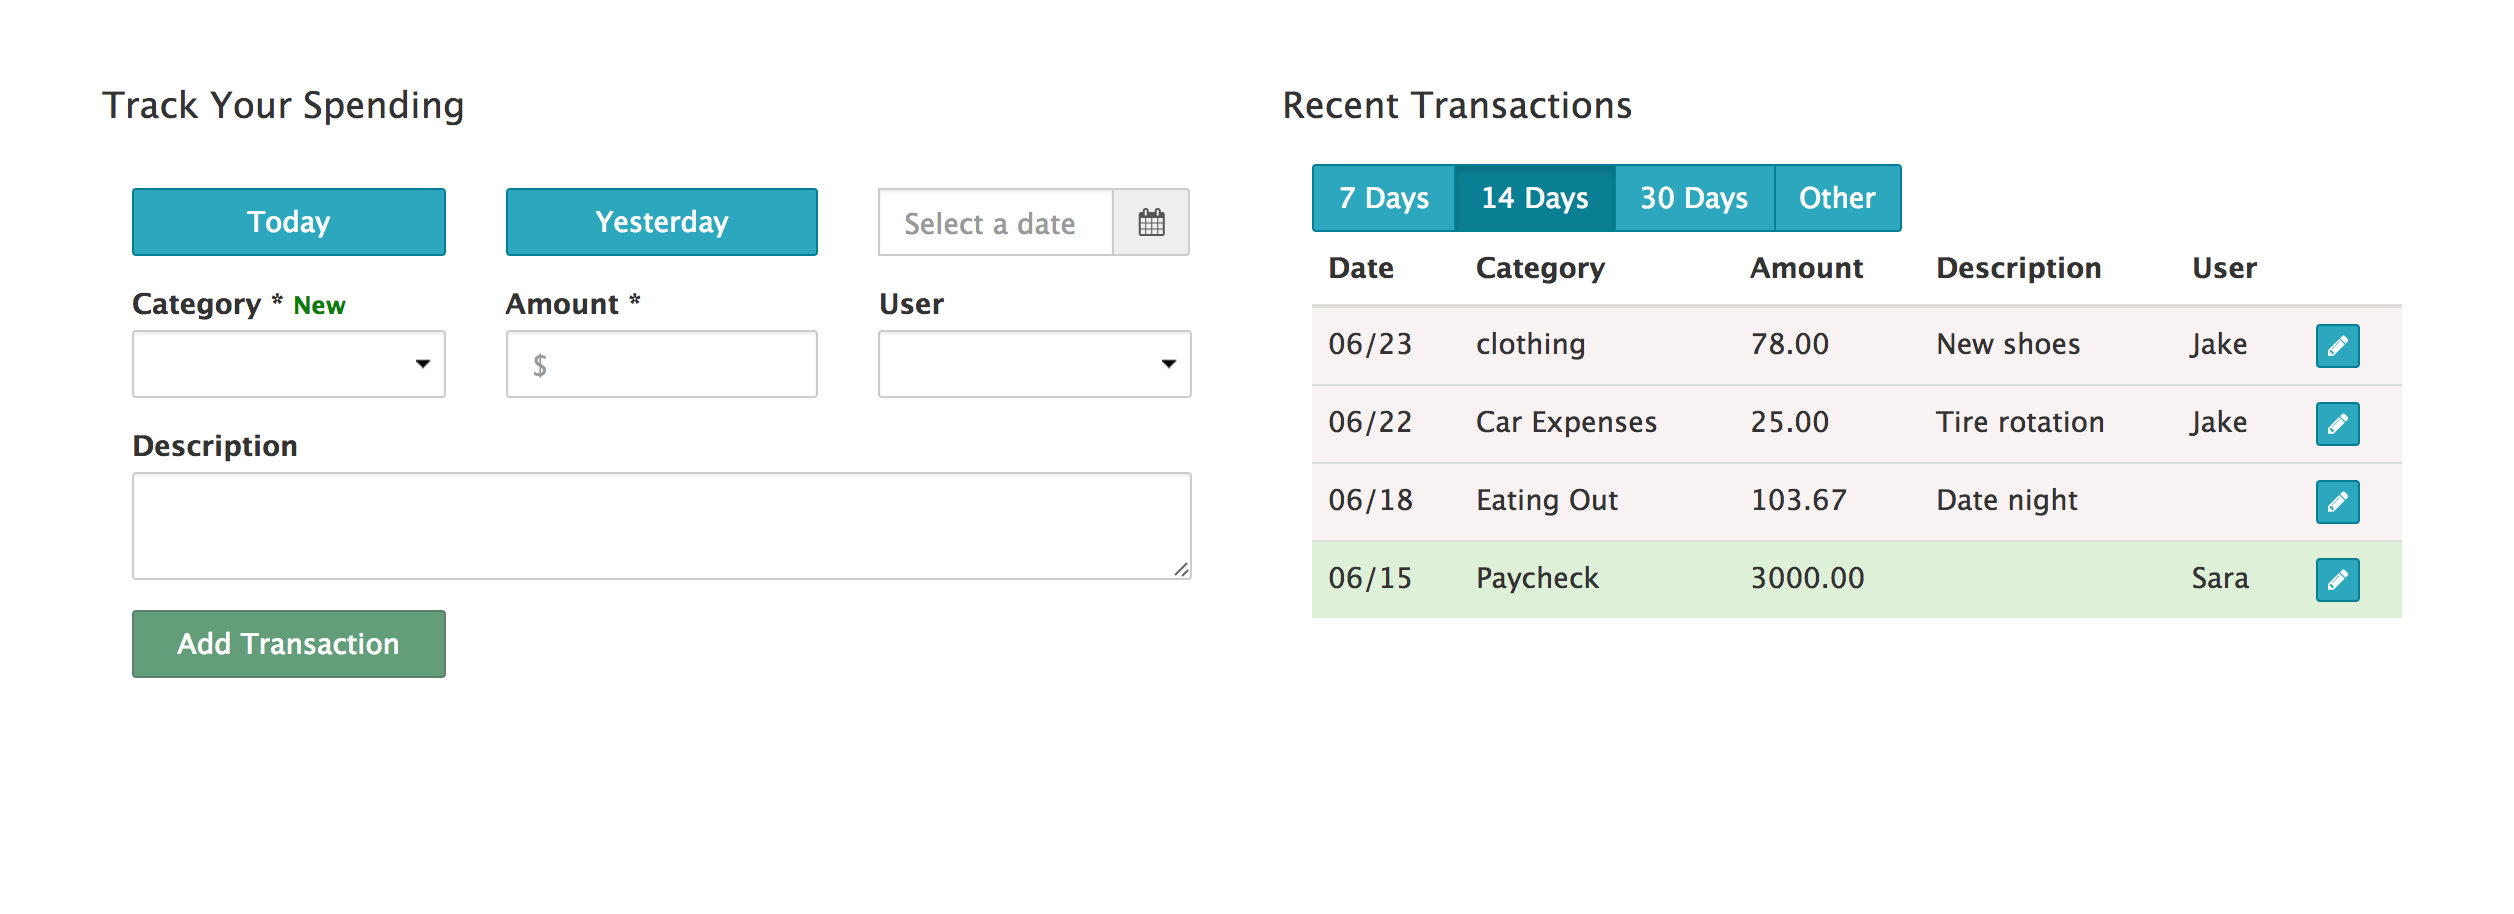 Track Your Spending
Today Yesterday Select a date
Category * New Amount * User
$
Description
Add Transaction
Recent Transactions
7 Days 14 Days 30 Days Other
Date Category Amount Description User
06/23 clothing 78.00 New shoes Jake
06/22 Car Expenses 25.00 Tire rotation Jake
06/18 Eating Out 103.67 Date night
06/15 Paycheck 3000.00 Sara